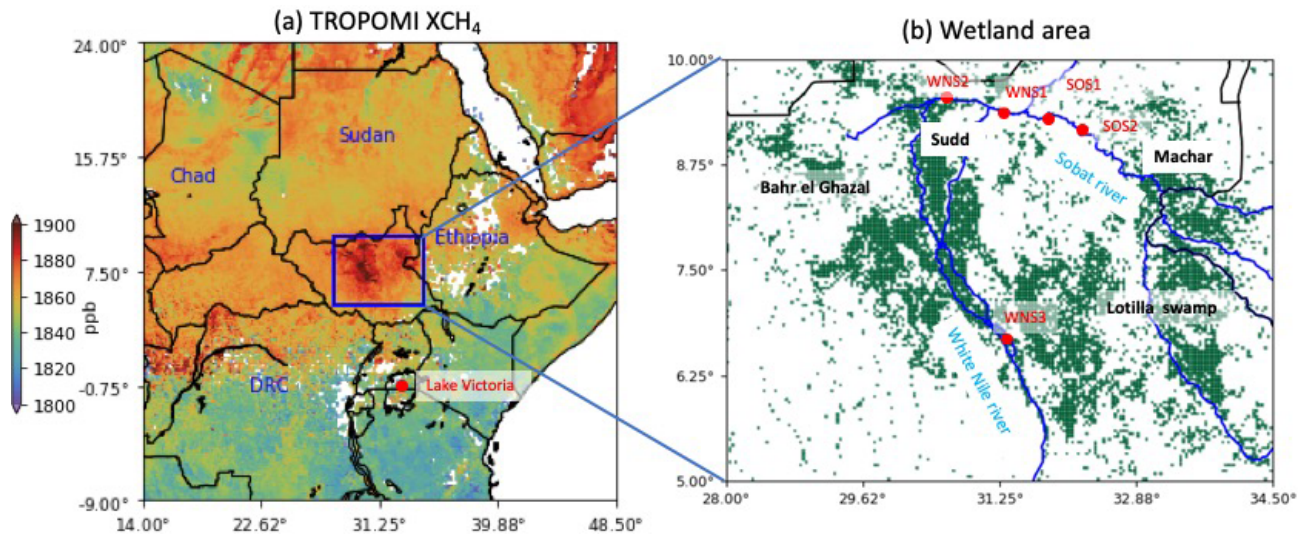 (a) TROPOMI XCH₄
24.00°
15.75°
7.50°
-0.75°
-9.00°
14.00°
22.62°
31.25°
39.88°
48.50°
1900
1880
1860
1840
1820
1800
ppb
Sudan
Chad
Ethiopia
DRC
Lake Victoria
(b) Wetland area
10.00°
8.75°
7.50°
6.25°
5.00°
28.00°
29.62°
31.25°
32.88°
34.50°
WNS2
WNS1
SOS1
SOS2
Sudd
Machar
Bahr el Ghazal
Sobat river
Lotilla swamp
WNS3
White Nile river